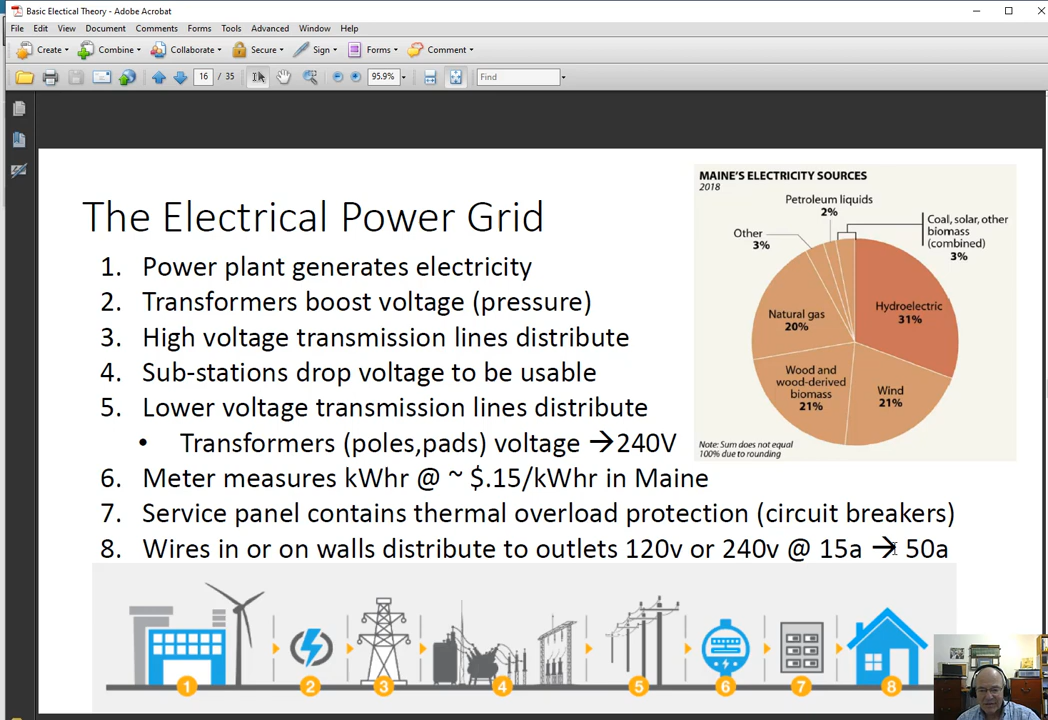 Basic Electical Theory - Adobe Acrobat
File Edit View Document Comments Forms Tools Advanced Window Help
Create Combine Collaborate Secure Sign Forms Comment
16 / 35 95.9% Find
The Electrical Power Grid
1. Power plant generates electricity
2. Transformers boost voltage (pressure)
3. High voltage transmission lines distribute
4. Sub-stations drop voltage to be usable
5. Lower voltage transmission lines distribute
• Transformers (poles,pads) voltage →240V
6. Meter measures kWhr @ ~ $.15/kWhr in Maine
7. Service panel contains thermal overload protection (circuit breakers)
8. Wires in or on walls distribute to outlets 120v or 240v @ 15a → 50a
MAINE'S ELECTRICITY SOURCES
2018
Petroleum liquids
2%
Other
3%
Coal, solar, other
biomass
(combined)
3%
Natural gas
20%
Hydroelectric
31%
Wood and
wood-derived
biomass
21%
Wind
21%
Note: Sum does not equal
100% due to rounding
1 2 3 4 5 6 7 8